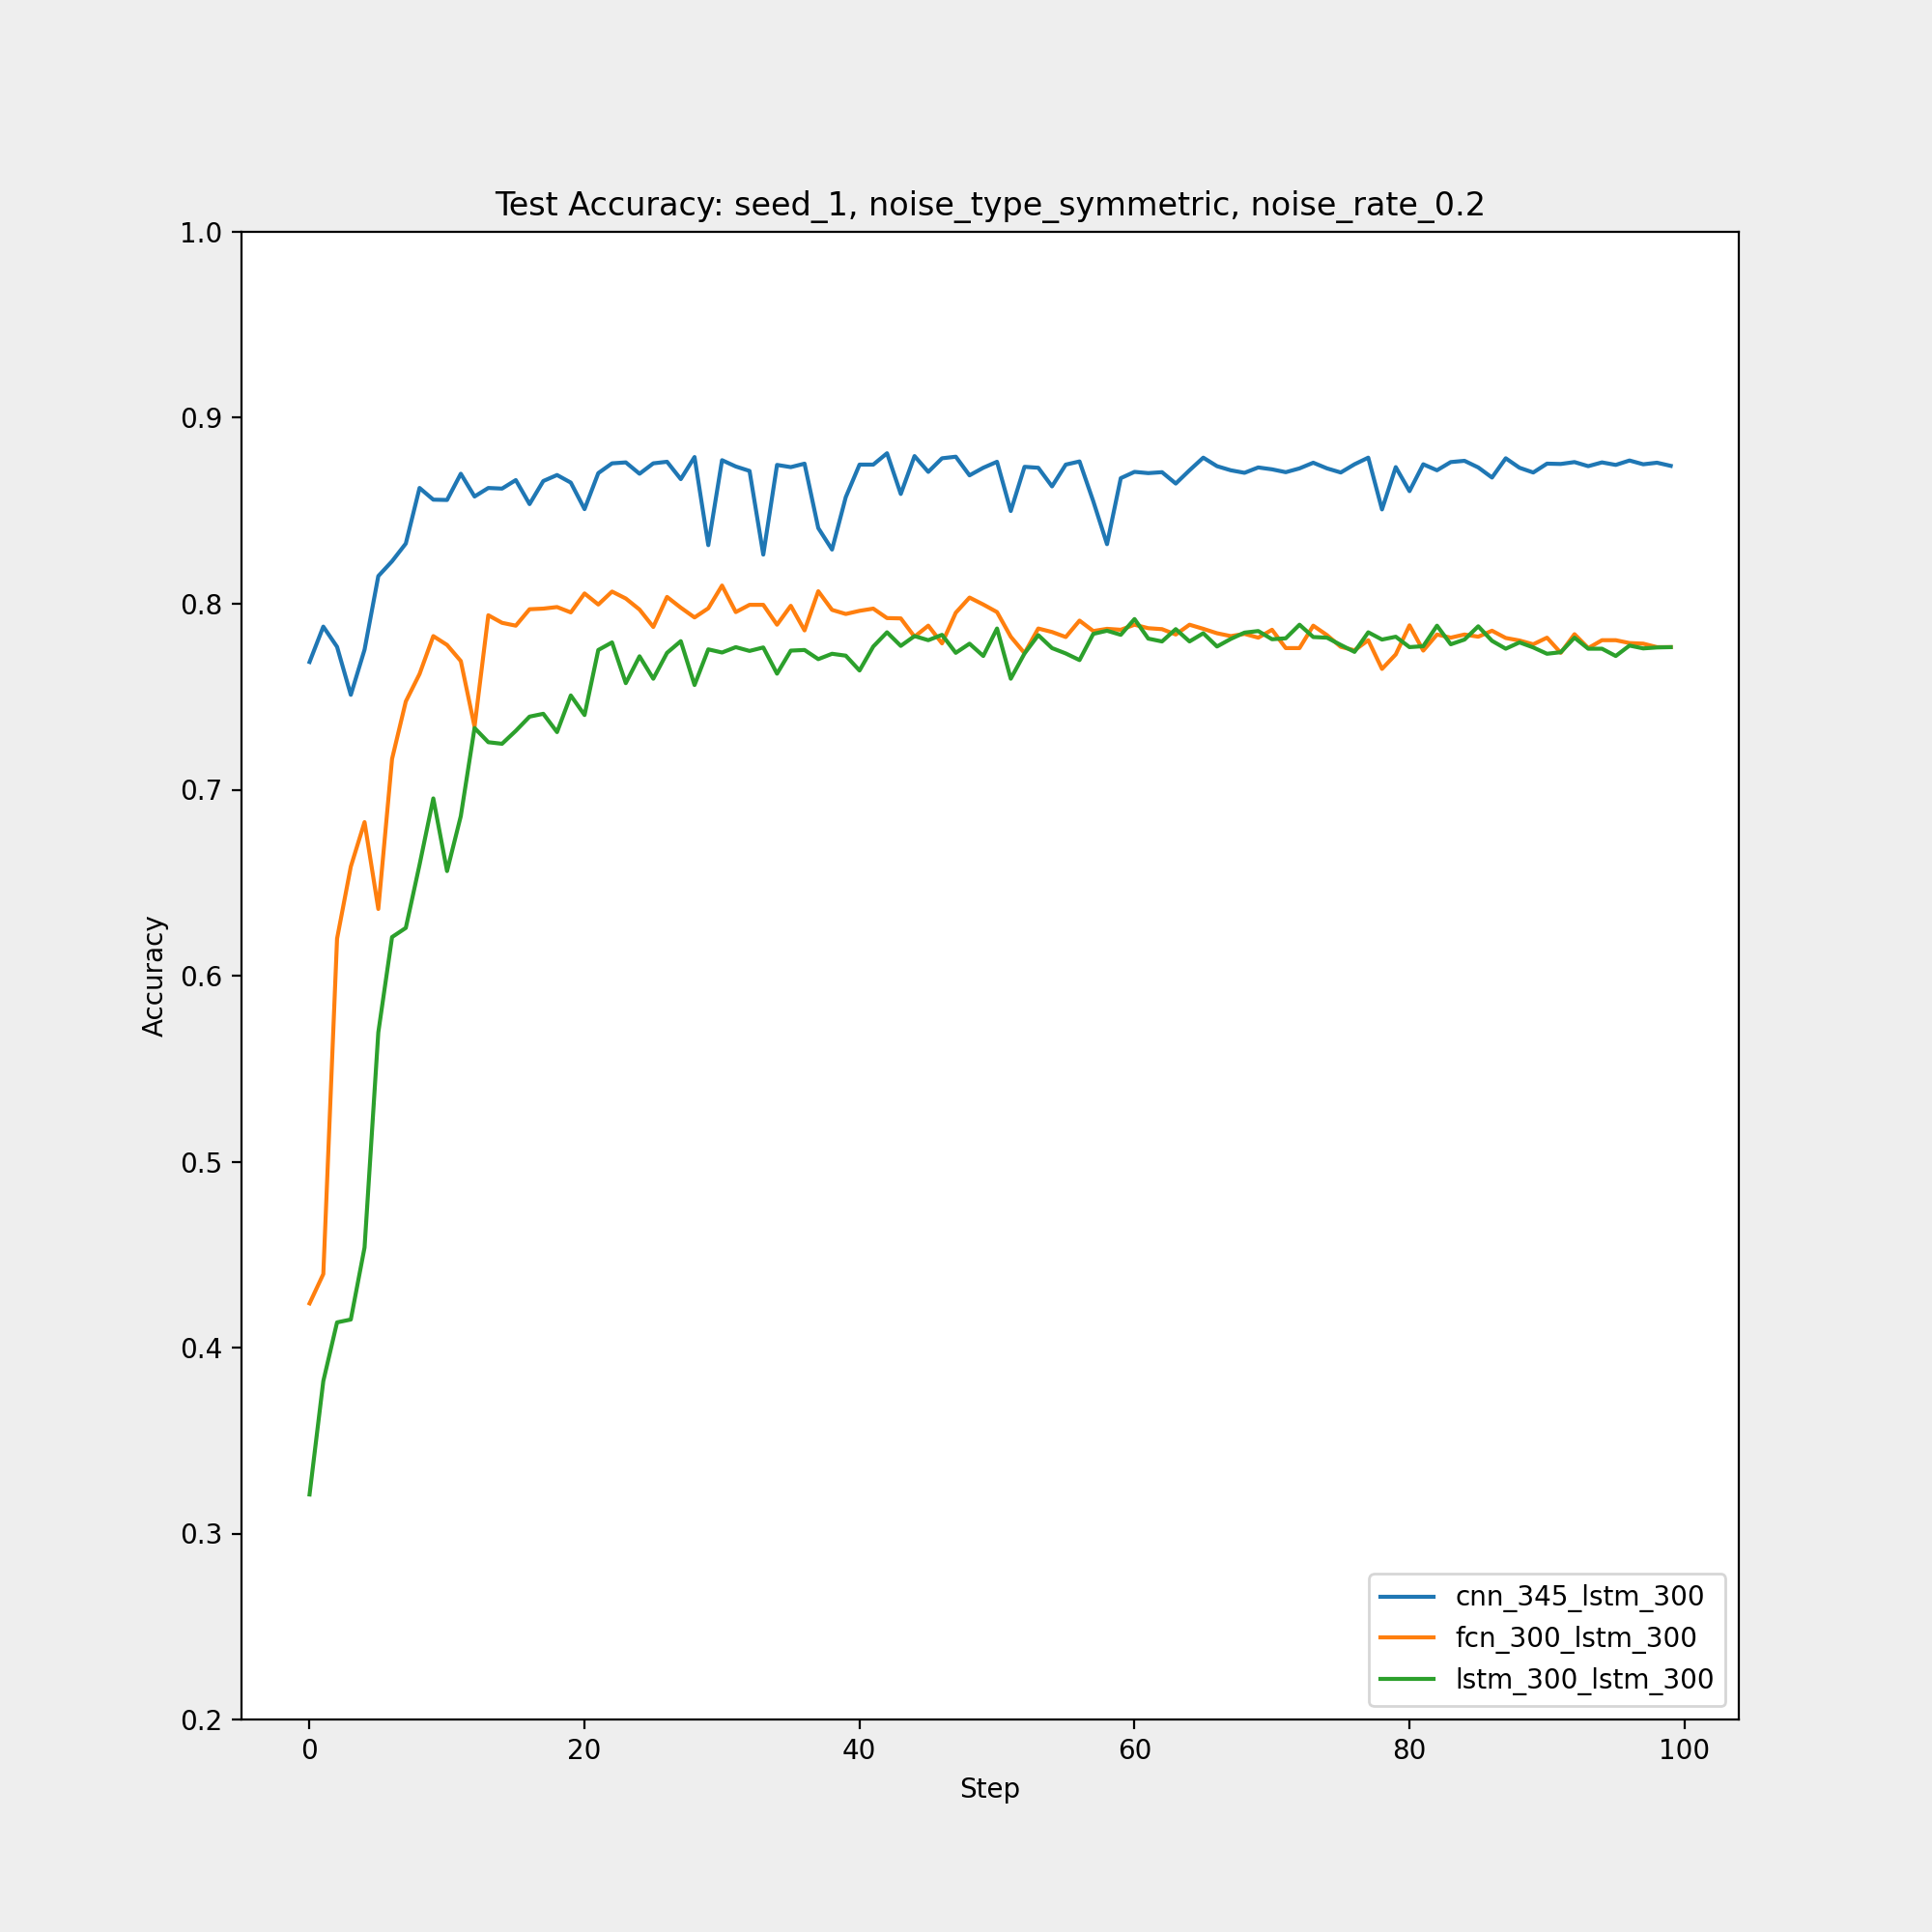 Test Accuracy: seed_1, noise_type_symmetric, noise_rate_0.2
1.0
0.9
0.8
0.7
0.6
0.5
0.4
0.3
0.2
Accuracy
0 20 40 60 80 100
Step
cnn_345_lstm_300
fcn_300_lstm_300
lstm_300_lstm_300